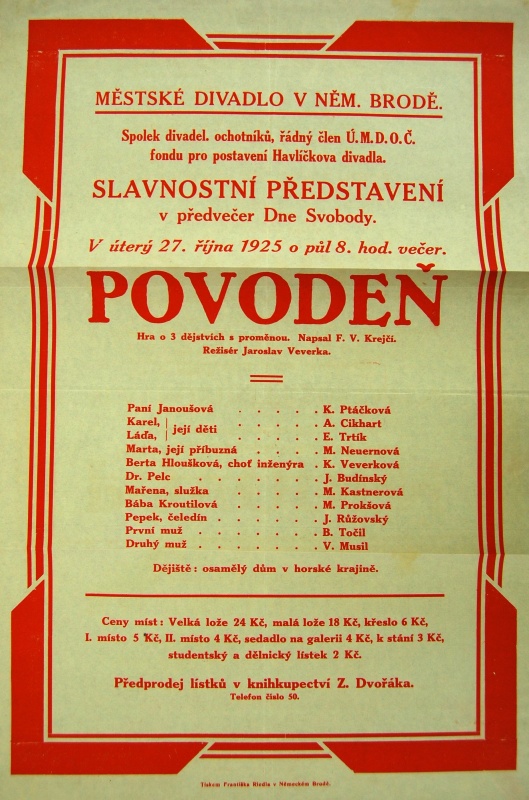 MĚSTSKÉ DIVADLO V NĚM. BRODĚ.
Spolek divadel. ochotníků, řádný člen Ú.M.D.O.Č.
fondu pro postavení Havlíčkova divadla.
SLAVNOSTNÍ PŘEDSTAVENÍ
v předvečer Dne Svobody.
V úterý 27. října 1925 o půl 8. hod. večer.
POVODEŇ
Hra o 3 dějstvích s proměnou. Napsal F. V. Krejčí.
Režisér Jaroslav Veverka.
Paní Janoušová . . . . . K. Ptáčková
Karel, . . . . . A. Cikhart
Láďa, její děti . . . . . E. Trtík
Marta, její příbuzná . . . . M. Neuernová
Berta Hloušková, choť inženýra . K. Veverková
Dr. Pelc . . . . . . . J. Budínský
Mařena, služka . . . . . M. Kastnerová
Bába Kroutilová . . . . . M. Prokšová
Pepek, čeledín . . . . . . J. Růžovský
První muž . . . . . . . B. Točil
Druhý muž . . . . . . . V. Musil
Dějiště : osamělý dům v horské krajině.
Ceny míst : Velká lože 24 Kč, malá lože 18 Kč, křeslo 6 Kč,
I. místo 5 Kč, II. místo 4 Kč, sedadlo na galerii 4 Kč, k stání 3 Kč,
studentský a dělnický lístek 2 Kč.
Předprodej lístků v knihkupectví Z. Dvořáka.
Telefon číslo 50.
Tiskem Františka Riedla v Německém Brodě.